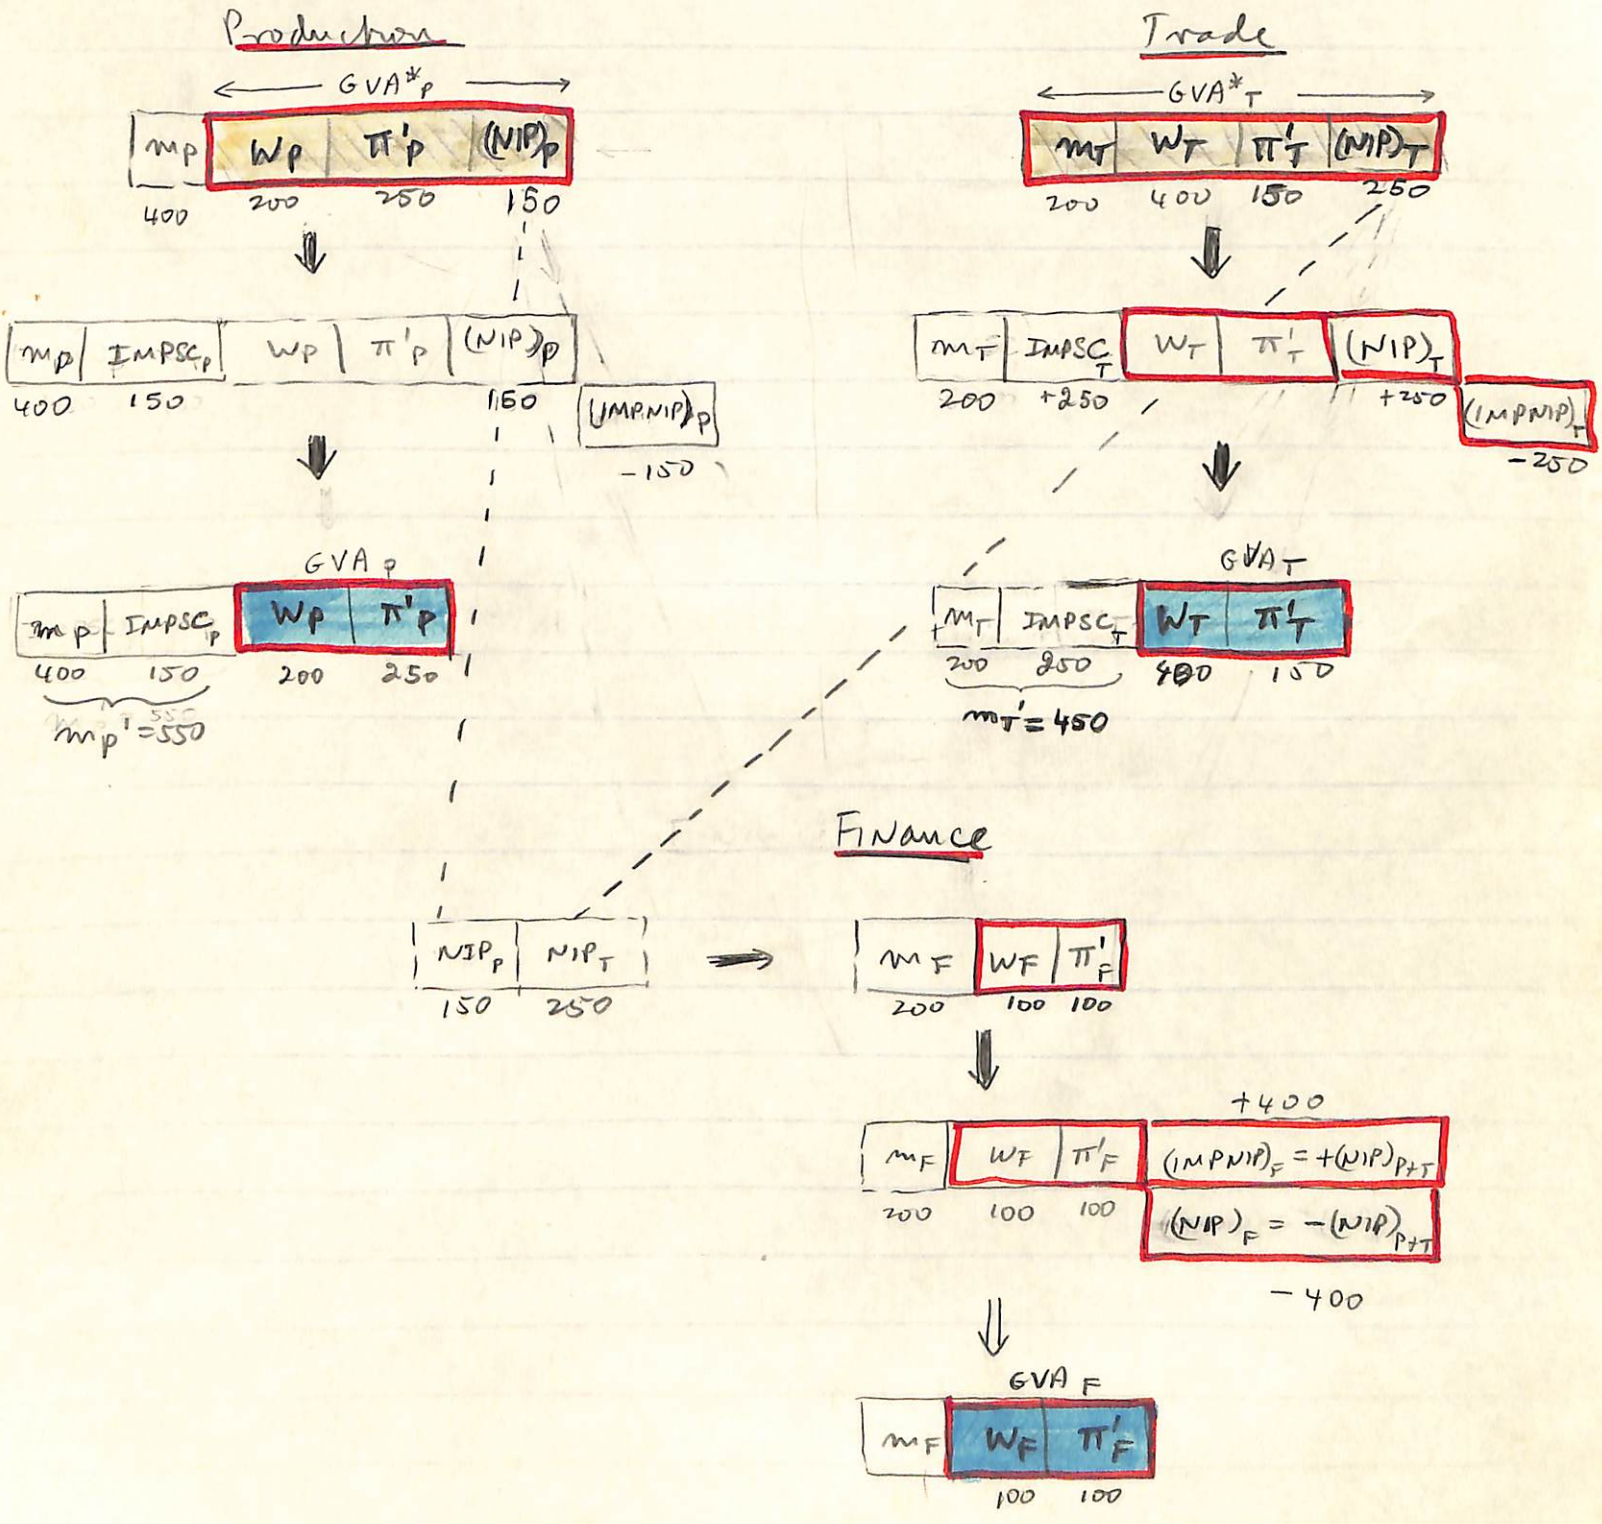 Production
Trade
← GVA*P →
← GVA*T →
mP WP π'P (NIP)P
mT WT π'T (NIP)T
400 200 250 150
200 400 150 250
mP IMPSCP WP π'P (NIP)P
mT IMPSCT WT π'T (NIP)T
400 150 150
200 +250 +250
(IMPNIP)P
(IMPNIP)T
-150
-250
GVAP
GVAT
mP IMPSCP WP π'P
mT IMPSCT WT π'T
400 150 200 250
200 250 400 150
mP' = 550
mT' = 450
Finance
NIPP NIPT
mF WF π'F
150 250
200 100 100
+400
mF WF π'F (IMPNIP)F = +(NIP)P+T
200 100 100
(NIP)F = -(NIP)P+T
-400
GVAF
mF WF π'F
100 100